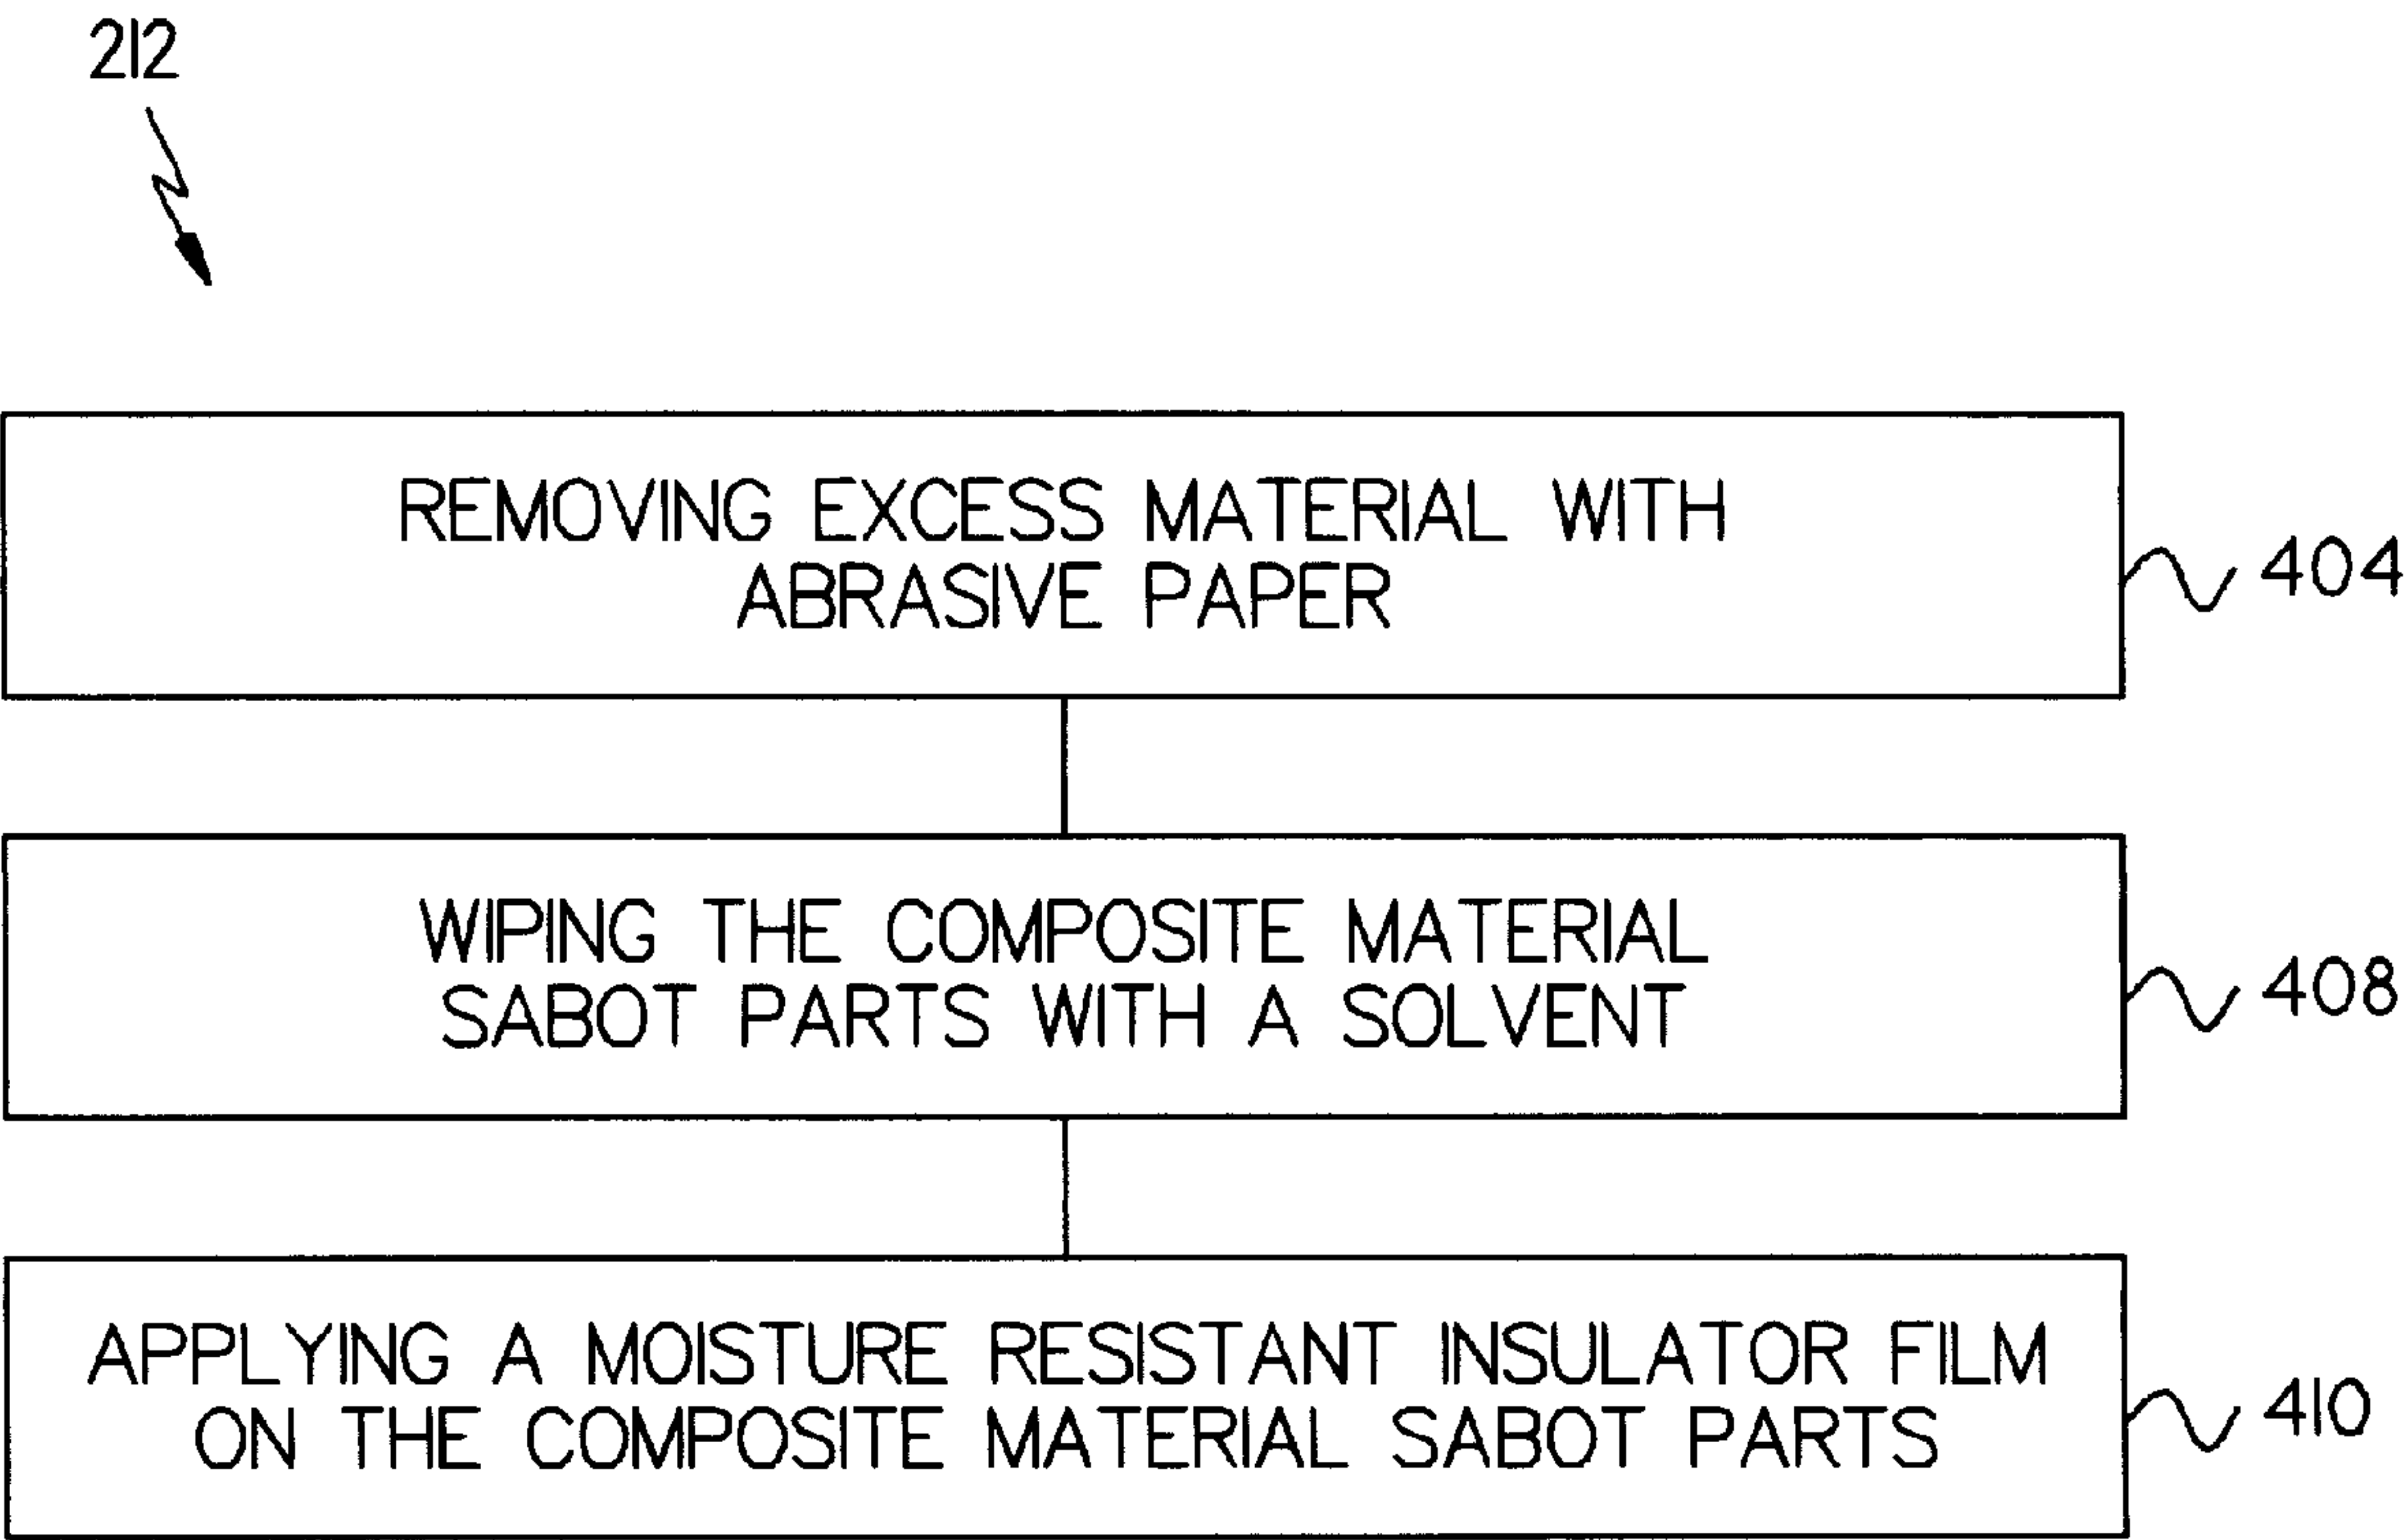 212
REMOVING EXCESS MATERIAL WITH
ABRASIVE PAPER
404
WIPING THE COMPOSITE MATERIAL
SABOT PARTS WITH A SOLVENT
408
APPLYING A MOISTURE RESISTANT INSULATOR FILM
ON THE COMPOSITE MATERIAL SABOT PARTS
410